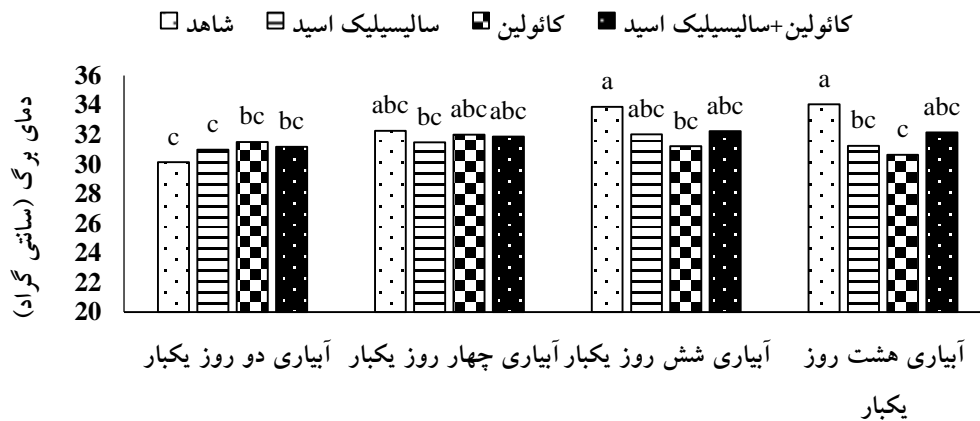 شاهد سالیسیلیک اسید کائولین کائولین+سالیسیلیک اسید
دمای برگ (سانتی گراد)
36
34
32
30
28
26
24
22
20
c c bc bc
abc bc abc abc
a abc bc abc
a bc c abc
آبیاری دو روز یکبار
آبیاری چهار روز یکبار
آبیاری شش روز یکبار
آبیاری هشت روز
یکبار